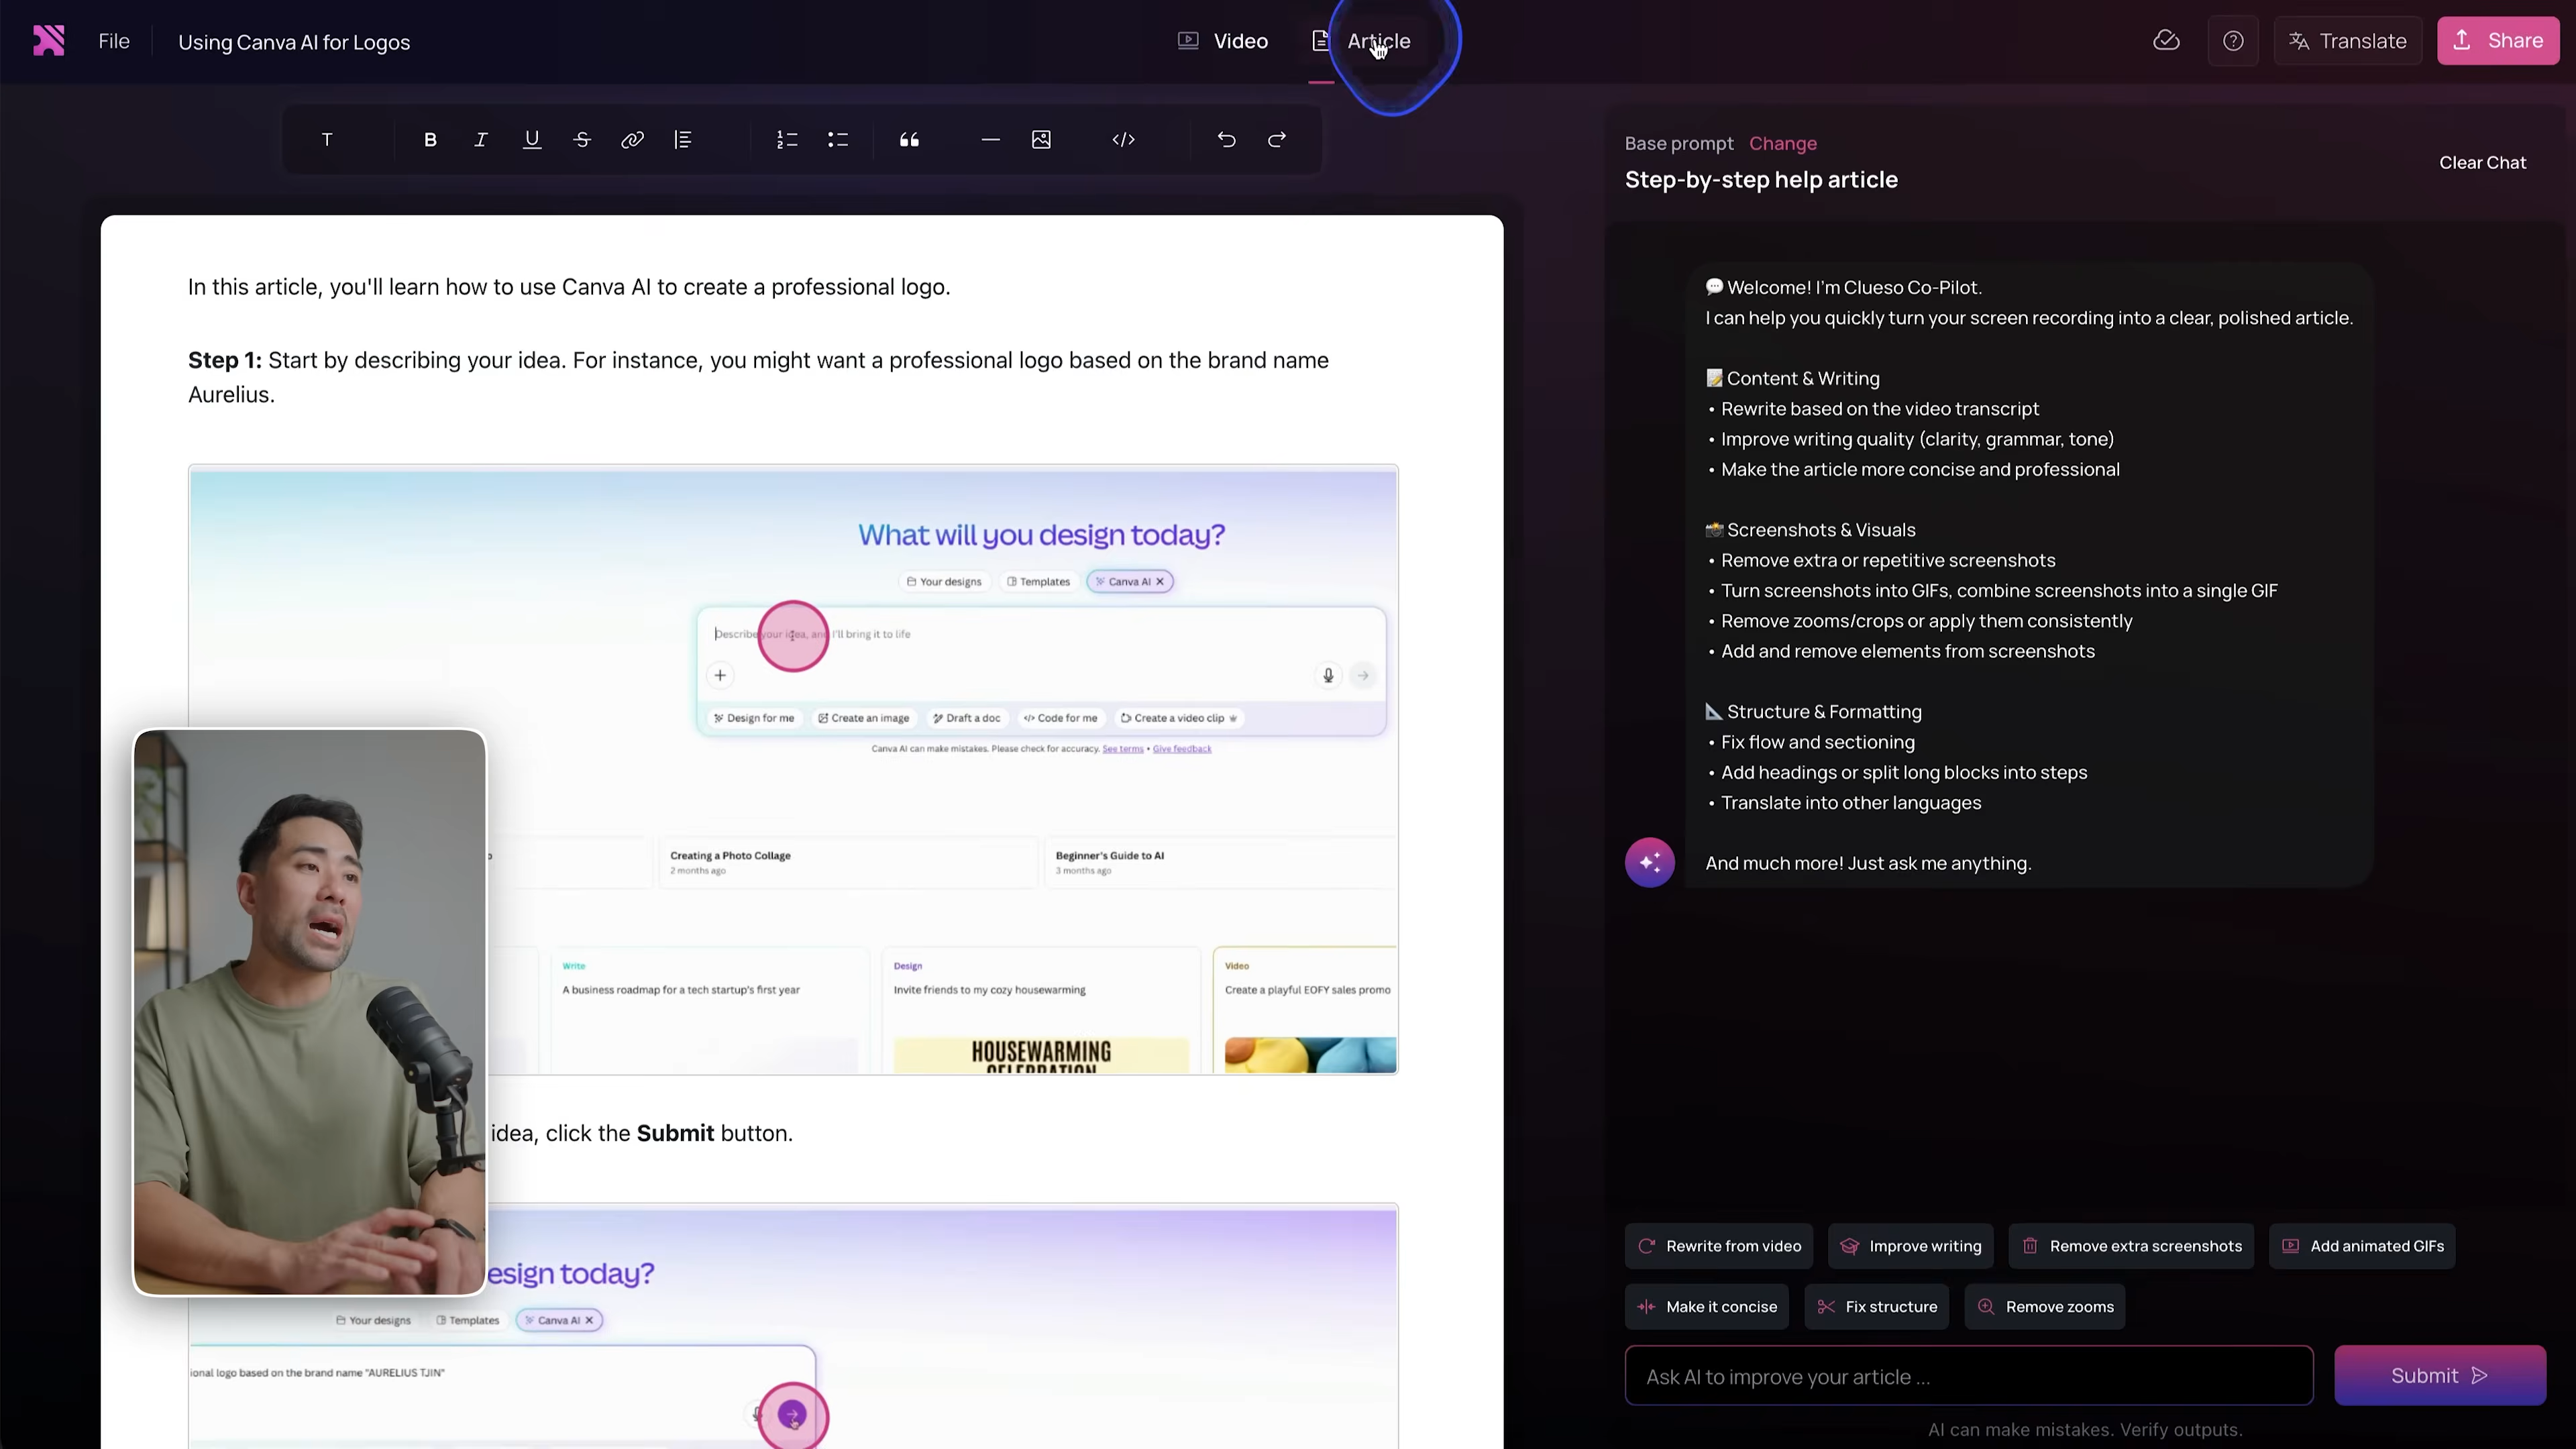 File
Using Canva AI for Logos
Video
Article
Translate
Share
T B I U S
Base prompt Change
Step-by-step help article
Clear Chat
In this article, you'll learn how to use Canva AI to create a professional logo.
Step 1: Start by describing your idea. For instance, you might want a professional logo based on the brand name
Aurelius.
What will you design today?
Your designs
Templates
Canva AI
Describe your idea, and I'll bring it to life
Design for me
Create an image
Draft a doc
Code for me
Create a video clip
Canva AI can make mistakes. Please check for accuracy. See terms • Give feedback
Creating a Photo Collage
2 months ago
Beginner's Guide to AI
3 months ago
Write
A business roadmap for a tech startup's first year
Design
Invite friends to my cozy housewarming
HOUSEWARMING
CELEBRATION
Video
Create a playful EOFY sales promo
idea, click the Submit button.
esign today?
Your designs
Templates
Canva AI
ional logo based on the brand name "AURELIUS TJIN"
💬 Welcome! I'm Clueso Co-Pilot.
I can help you quickly turn your screen recording into a clear, polished article.
📝 Content & Writing
• Rewrite based on the video transcript
• Improve writing quality (clarity, grammar, tone)
• Make the article more concise and professional
📸 Screenshots & Visuals
• Remove extra or repetitive screenshots
• Turn screenshots into GIFs, combine screenshots into a single GIF
• Remove zooms/crops or apply them consistently
• Add and remove elements from screenshots
📐 Structure & Formatting
• Fix flow and sectioning
• Add headings or split long blocks into steps
• Translate into other languages
And much more! Just ask me anything.
Rewrite from video
Improve writing
Remove extra screenshots
Add animated GIFs
Make it concise
Fix structure
Remove zooms
Ask AI to improve your article ...
Submit
AI can make mistakes. Verify outputs.